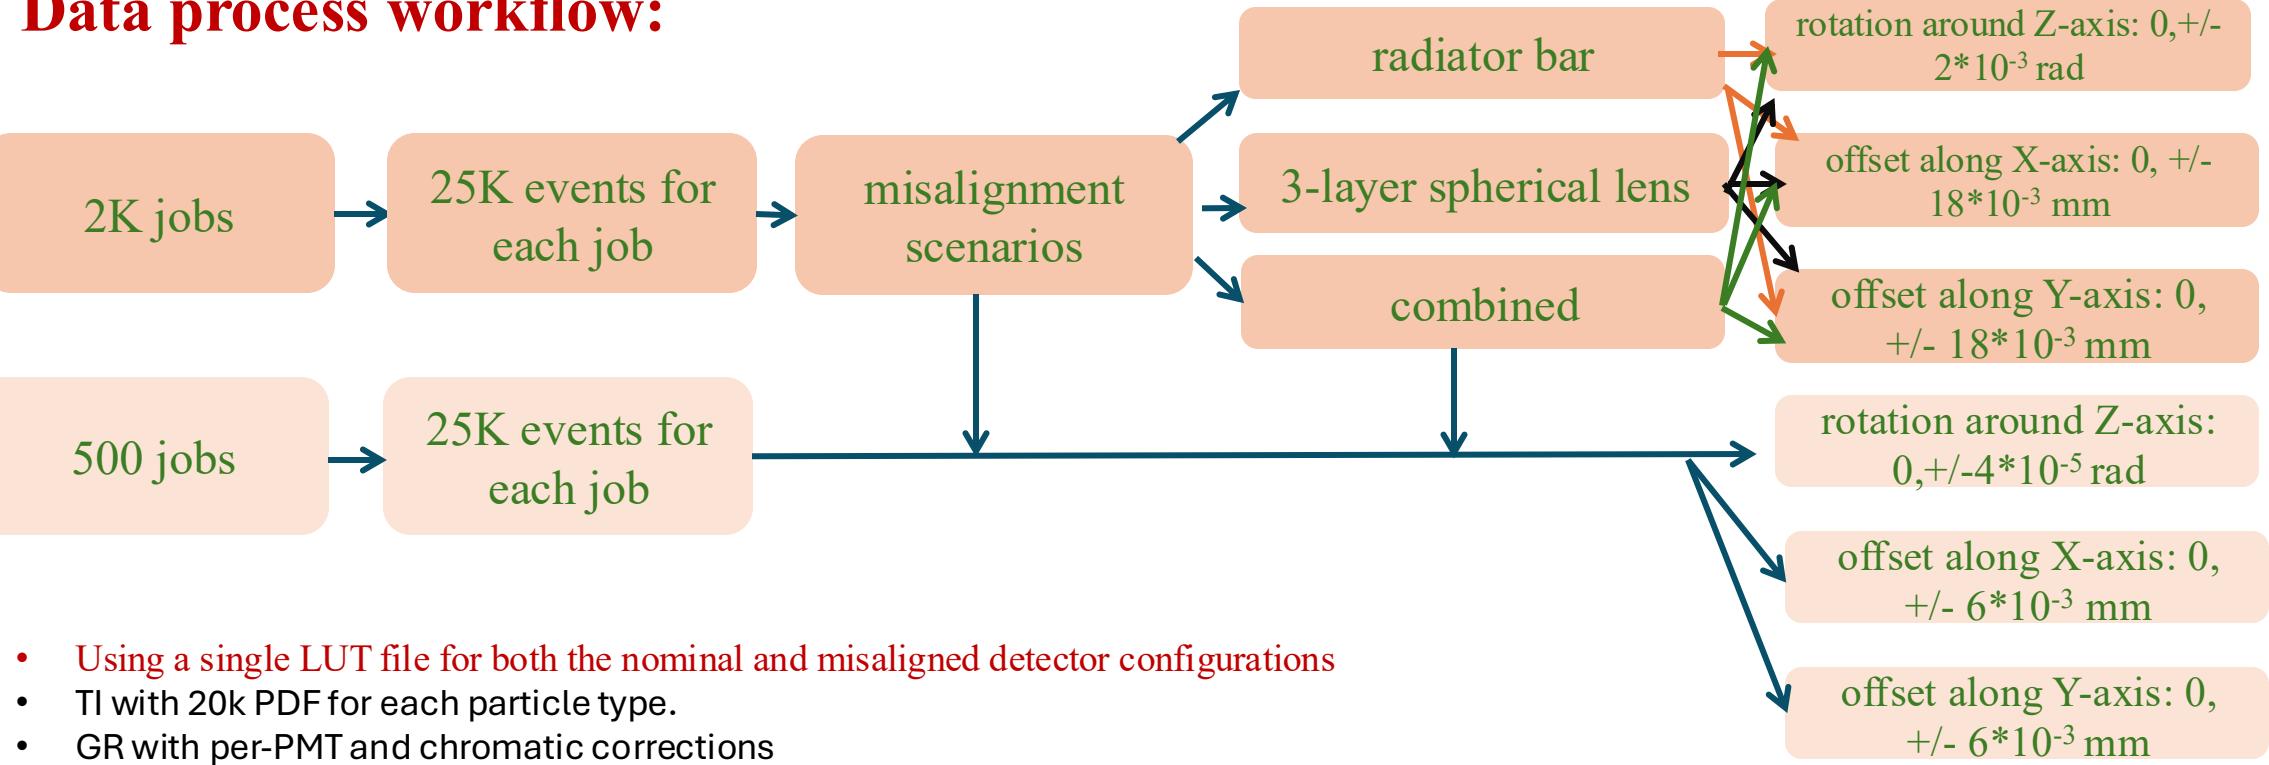 Data process workflow:
2K jobs
25K events for
each job
misalignment
scenarios
radiator bar
3-layer spherical lens
combined
rotation around Z-axis: 0,+/-
2*10⁻³ rad
offset along X-axis: 0, +/-
18*10⁻³ mm
offset along Y-axis: 0,
+/- 18*10⁻³ mm
500 jobs
25K events for
each job
rotation around Z-axis:
0,+/-4*10⁻⁵ rad
offset along X-axis: 0,
+/- 6*10⁻³ mm
offset along Y-axis: 0,
+/- 6*10⁻³ mm
• Using a single LUT file for both the nominal and misaligned detector configurations
• TI with 20k PDF for each particle type.
• GR with per-PMT and chromatic corrections